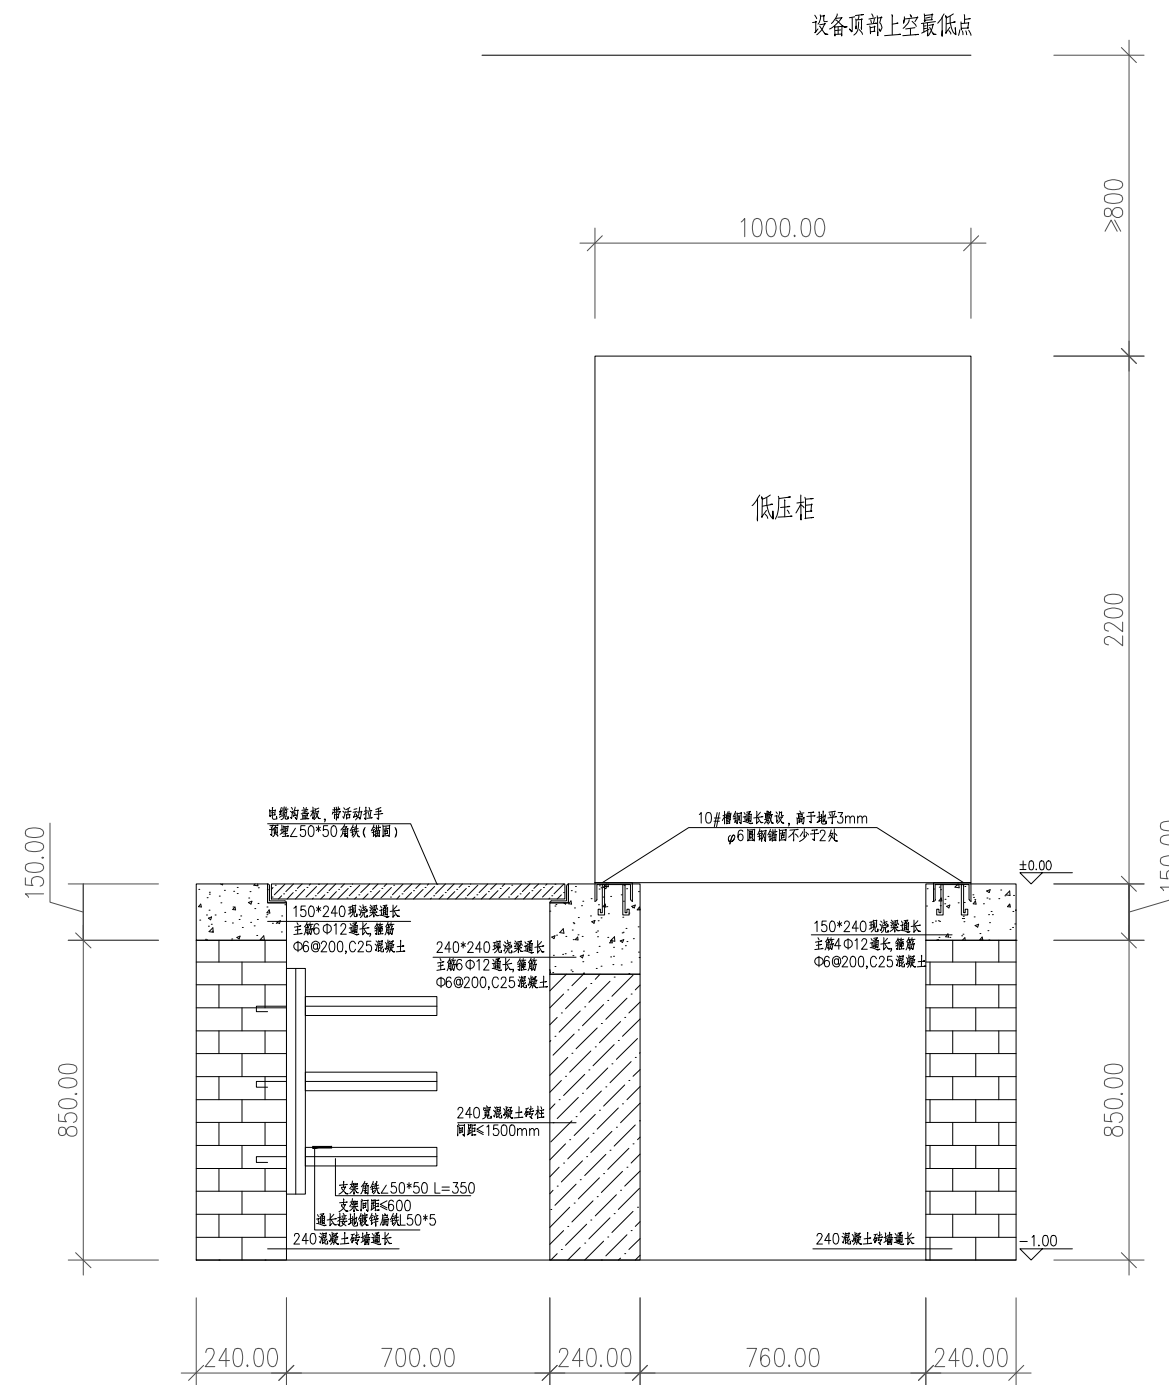 设备顶部上空最低点
≥800
1000.00
低压柜
2200
电缆沟盖板，带活动拉手
预埋∠50*50角铁（锚固）
10#槽钢通长敷设，高于地平3mm
φ6圆钢锚固不少于2处
150.00
±0.00
150.00
150*240现浇梁通长
主筋6Φ12通长,箍筋
Φ6@200,C25混凝土
240*240现浇梁通长
主筋6Φ12通长,箍筋
Φ6@200,C25混凝土
150*240现浇梁通长
主筋4Φ12通长,箍筋
Φ6@200,C25混凝土
850.00
240宽混凝土砖柱
间距≤1500mm
850.00
支架角铁∠50*50 L=350
支架间距≤600
通长接地镀锌扁铁L50*5
240混凝土砖墙通长
240混凝土砖墙通长
-1.00
240.00
700.00
240.00
760.00
240.00